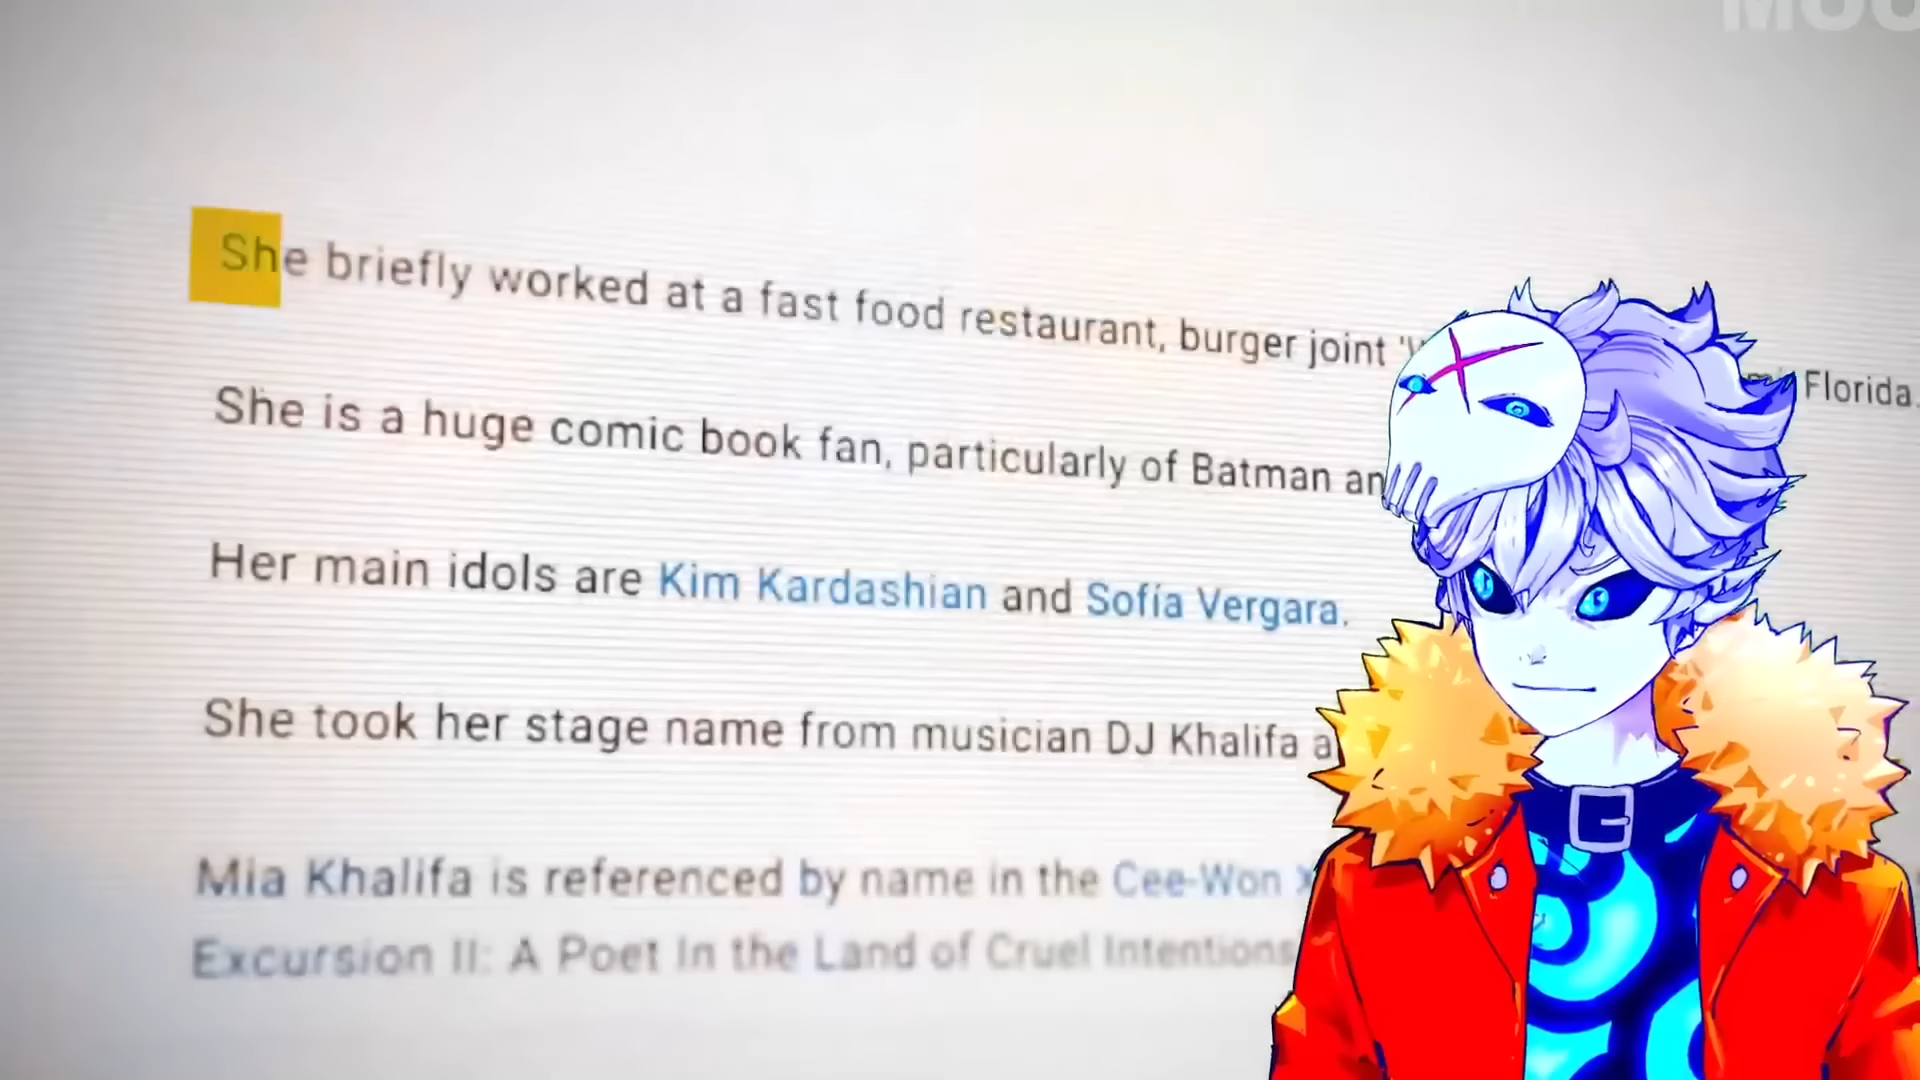 MOO
She briefly worked at a fast food restaurant, burger joint Florida.
She is a huge comic book fan, particularly of Batman an
Her main idols are Kim Kardashian and Sofía Vergara.
She took her stage name from musician DJ Khalifa a
Mia Khalifa is referenced by name in the Cee-Won
Excursion II: A Poet In the Land of Cruel Intentions